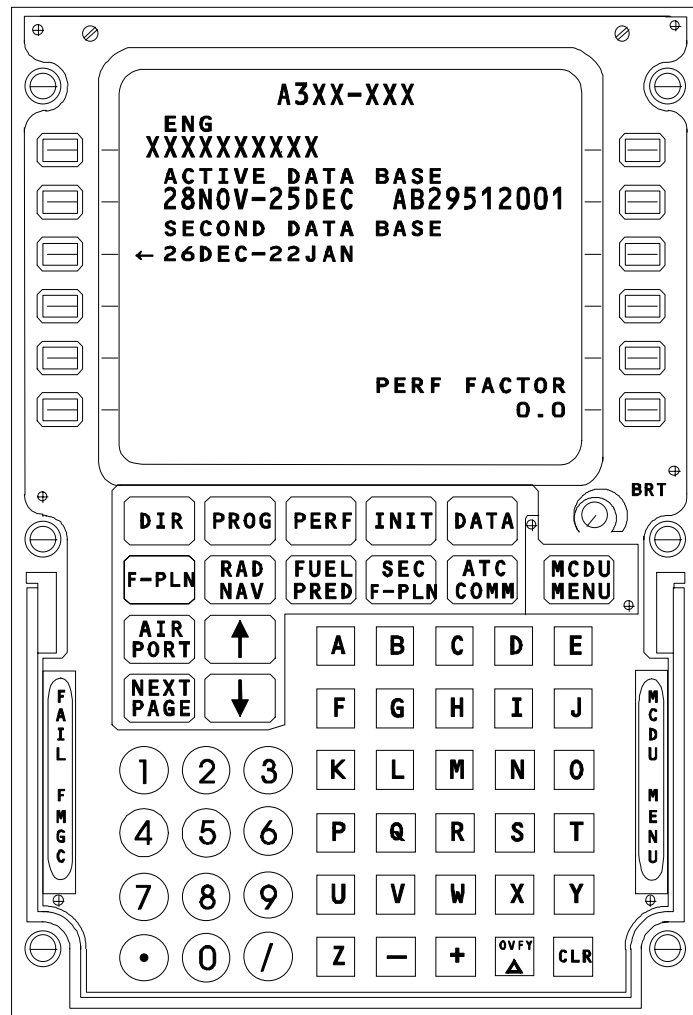 A3XX-XXX
ENG
XXXXXXXXXX
ACTIVE DATA BASE
28NOV-25DEC AB29512001
SECOND DATA BASE
←26DEC-22JAN
PERF FACTOR
0.0
BRT
DIR PROG PERF INIT DATA
F-PLN RAD NAV FUEL PRED SEC F-PLN ATC COMM MCDU MENU
AIR PORT ↑
NEXT PAGE ↓
A B C D E
F G H I J
1 2 3 K L M N O
4 5 6 P Q R S T
7 8 9 U V W X Y
. 0 / Z - + OVFY Δ CLR
FAIL FMGC
MCDU MENU